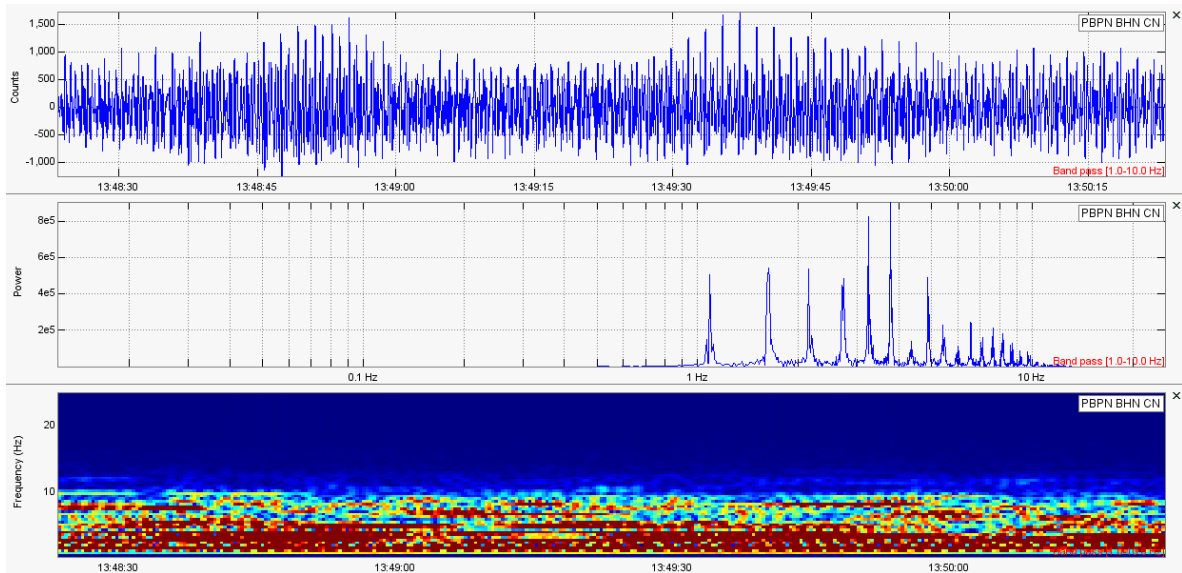 PBPN BHN CN
Counts
1,500
1,000
500
0
-500
-1,000
Band pass [1.0-10.0 Hz]
13:48:30 13:48:45 13:49:00 13:49:15 13:49:30 13:49:45 13:50:00 13:50:15
PBPN BHN CN
Power
8e5
6e5
4e5
2e5
Band pass [1.0-10.0 Hz]
0.1 Hz 1 Hz 10 Hz
PBPN BHN CN
Frequency (Hz)
20
10
13:48:30 13:49:00 13:49:30 13:50:00